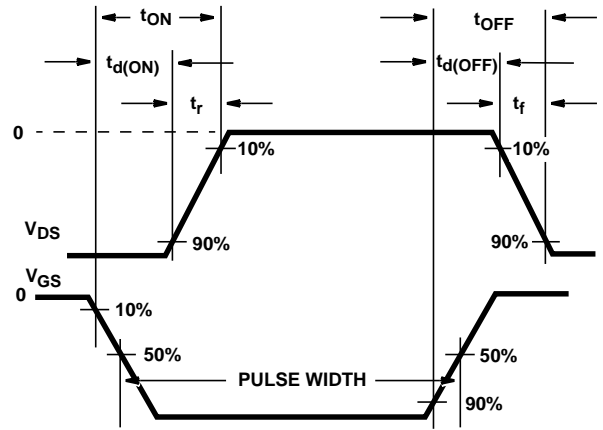 tON
tOFF
td(ON)
td(OFF)
tr
tf
0
10%
10%
VDS
90%
90%
VGS
0
10%
50%
50%
PULSE WIDTH
90%